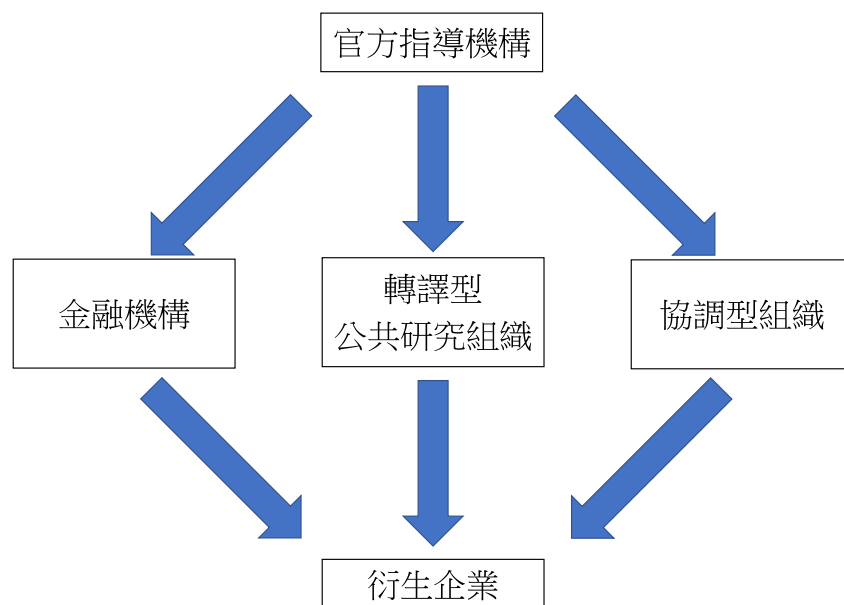 官方指導機構
金融機構
轉譯型
公共研究組織
協調型組織
衍生企業